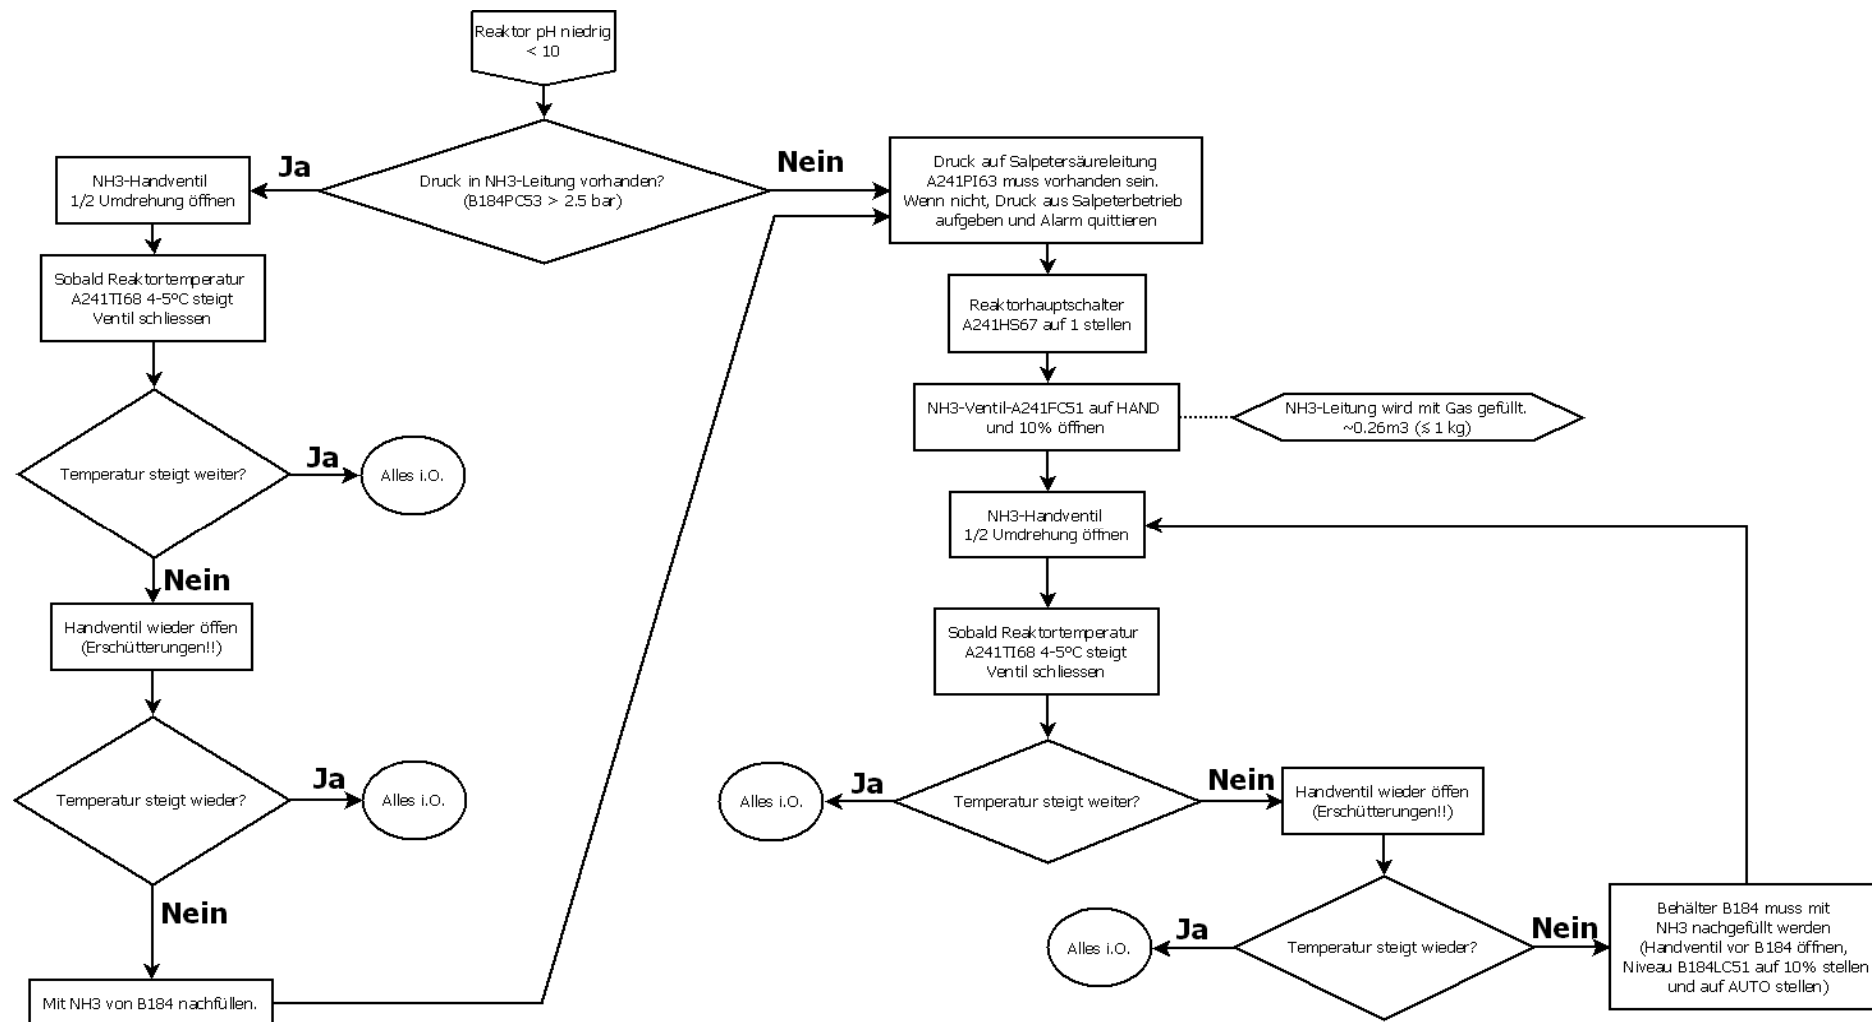 Reaktor pH niedrig
< 10
Druck in NH3-Leitung vorhanden?
(B184PC53 > 2.5 bar)
Ja
Nein
NH3-Handventil
1/2 Umdrehung öffnen
Sobald Reaktortemperatur
A241TI68 4-5ºC steigt
Ventil schliessen
Temperatur steigt weiter?
Ja
Alles i.O.
Nein
Handventil wieder öffen
(Erschütterungen!!)
Temperatur steigt wieder?
Ja
Alles i.O.
Nein
Mit NH3 von B184 nachfüllen.
Druck auf Salpetersäureleitung
A241PI63 muss vorhanden sein.
Wenn nicht, Druck aus Salpeterbetrieb
aufgeben und Alarm quittieren
Reaktorhauptschalter
A241HS67 auf 1 stellen
NH3-Ventil-A241FC51 auf HAND
und 10% öffnen
NH3-Leitung wird mit Gas gefüllt.
~0.26m3 (≤ 1 kg)
NH3-Handventil
1/2 Umdrehung öffnen
Sobald Reaktortemperatur
A241TI68 4-5ºC steigt
Ventil schliessen
Temperatur steigt weiter?
Ja
Alles i.O.
Nein
Handventil wieder öffen
(Erschütterungen!!)
Temperatur steigt wieder?
Ja
Alles i.O.
Nein
Behälter B184 muss mit
NH3 nachgefüllt werden
(Handventil vor B184 öffnen,
Niveau B184LC51 auf 10% stellen
und auf AUTO stellen)